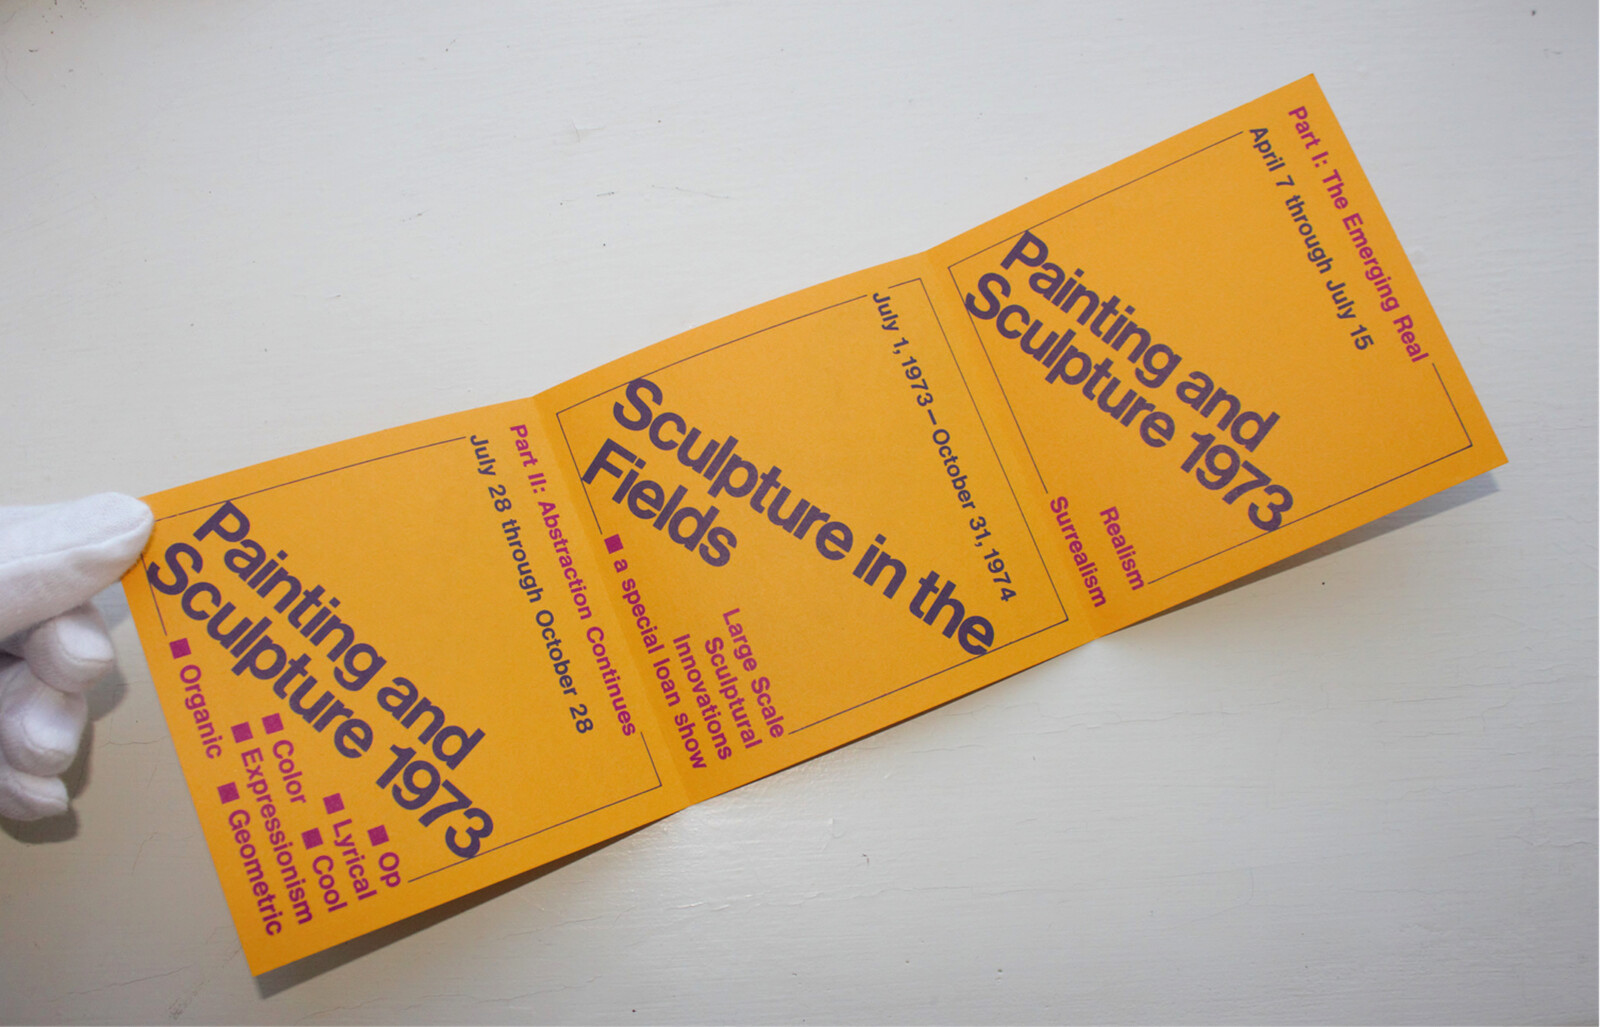 Part II: Abstraction Continues
July 28 through October 28
Painting and
Sculpture 1973
■ Op
■ Lyrical
■ Color ■ Cool
■ Expressionism
■ Organic ■ Geometric
July 1, 1973–October 31, 1974
Sculpture in the
Fields
Large Scale
Sculptural
Innovations
■ a special loan show
Part I: The Emerging Real
April 7 through July 15
Painting and
Sculpture 1973
Realism
Surrealism